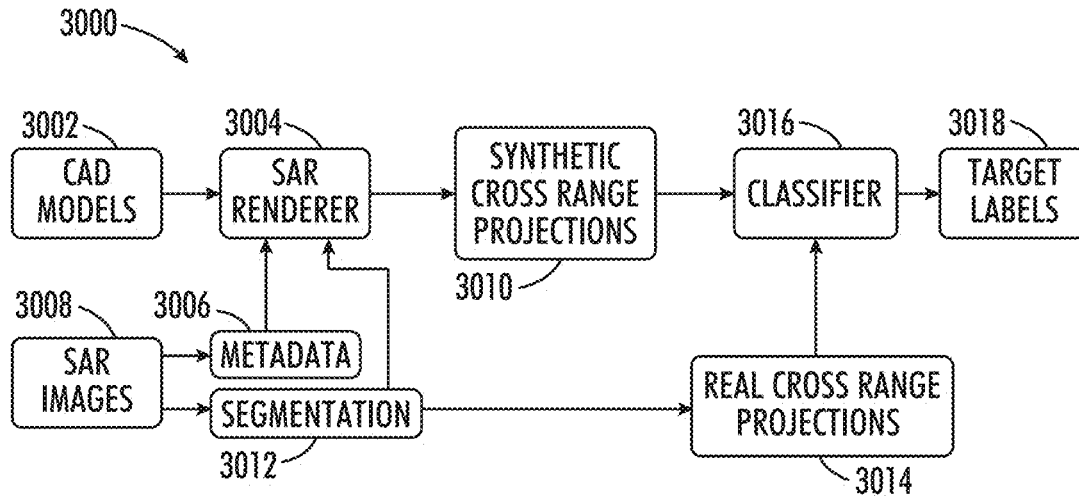 3000
3002
CAD
MODELS
3004
SAR
RENDERER
SYNTHETIC
CROSS RANGE
PROJECTIONS
3010
3016
CLASSIFIER
3018
TARGET
LABELS
3008
SAR
IMAGES
3006
METADATA
SEGMENTATION
3012
REAL CROSS RANGE
PROJECTIONS
3014